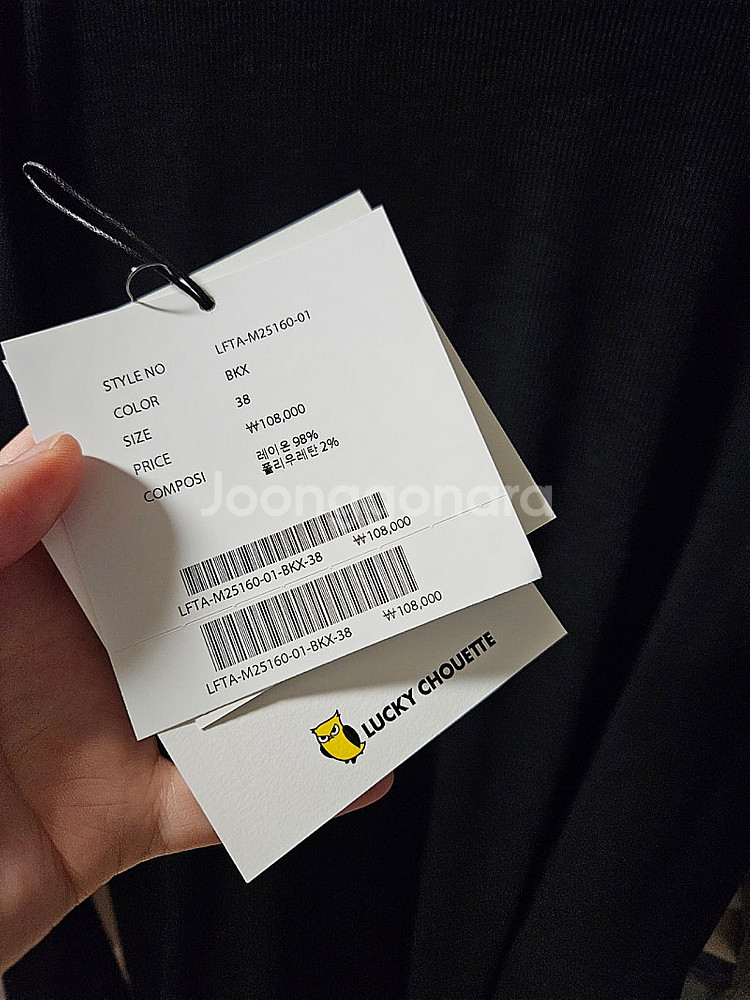 STYLE NO LFTA-M25160-01
COLOR BKX
SIZE 38
PRICE ₩108,000
COMPOSI 레이온 98%
폴리우레탄 2%
Joonggonara
₩108,000
LFTA-M25160-01-BKX-38
₩108,000
LFTA-M25160-01-BKX-38
LUCKY CHOUETTE